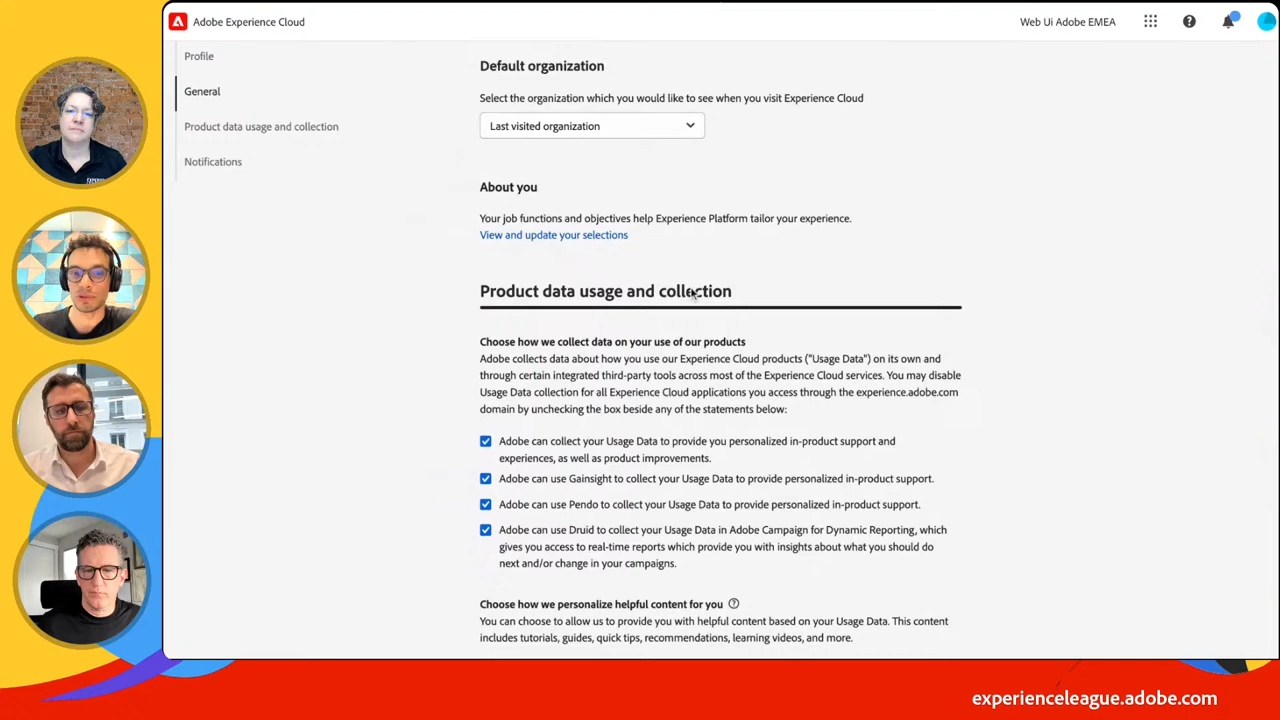 Adobe Experience Cloud
Web Ui Adobe EMEA
Profile
General
Product data usage and collection
Notifications
Default organization
Select the organization which you would like to see when you visit Experience Cloud
Last visited organization
About you
Your job functions and objectives help Experience Platform tailor your experience.
View and update your selections
Product data usage and collection
Choose how we collect data on your use of our products
Adobe collects data about how you use our Experience Cloud products ("Usage Data") on its own and
through certain integrated third-party tools across most of the Experience Cloud services. You may disable
Usage Data collection for all Experience Cloud applications you access through the experience.adobe.com
domain by unchecking the box beside any of the statements below:
Adobe can collect your Usage Data to provide you personalized in-product support and
experiences, as well as product improvements.
Adobe can use Gainsight to collect your Usage Data to provide personalized in-product support.
Adobe can use Pendo to collect your Usage Data to provide personalized in-product support.
Adobe can use Druid to collect your Usage Data in Adobe Campaign for Dynamic Reporting, which
gives you access to real-time reports which provide you with insights about what you should do
next and/or change in your campaigns.
Choose how we personalize helpful content for you
You can choose to allow us to provide you with helpful content based on your Usage Data. This content
includes tutorials, guides, quick tips, recommendations, learning videos, and more.
experienceleague.adobe.com